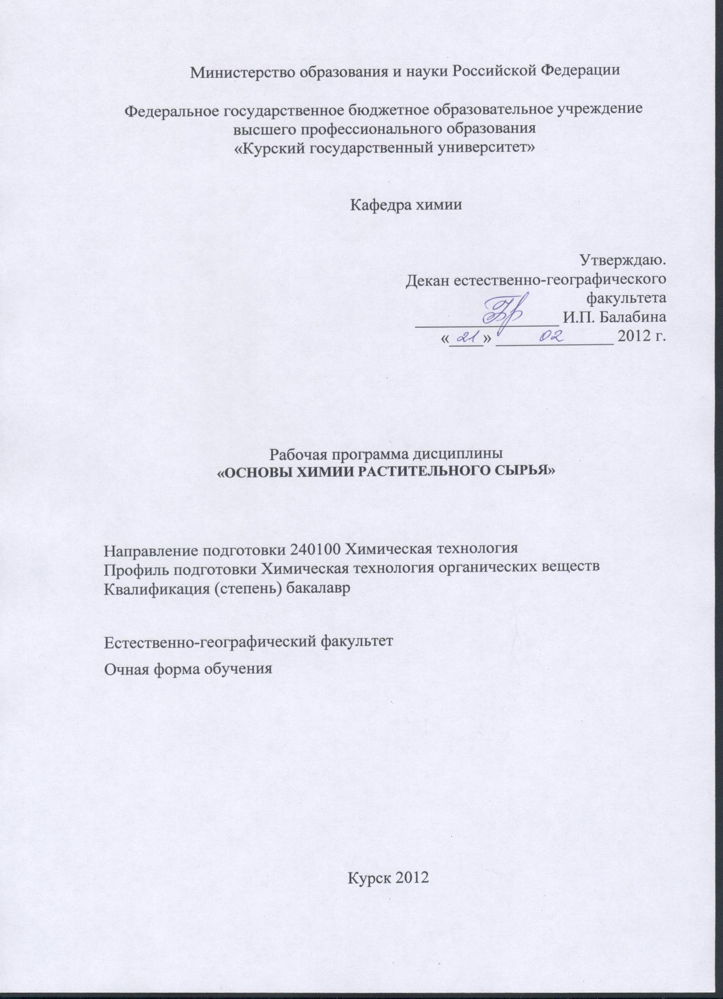 Министерство образования и науки Российской Федерации
Федеральное государственное бюджетное образовательное учреждение
высшего профессионального образования
«Курский государственный университет»
Кафедра химии
Утверждаю.
Декан естественно-географического
факультета
И.П. Балабина
«21» 02 2012 г.
Рабочая программа дисциплины
«ОСНОВЫ ХИМИИ РАСТИТЕЛЬНОГО СЫРЬЯ»
Направление подготовки 240100 Химическая технология
Профиль подготовки Химическая технология органических веществ
Квалификация (степень) бакалавр
Естественно-географический факультет
Очная форма обучения
Курск 2012